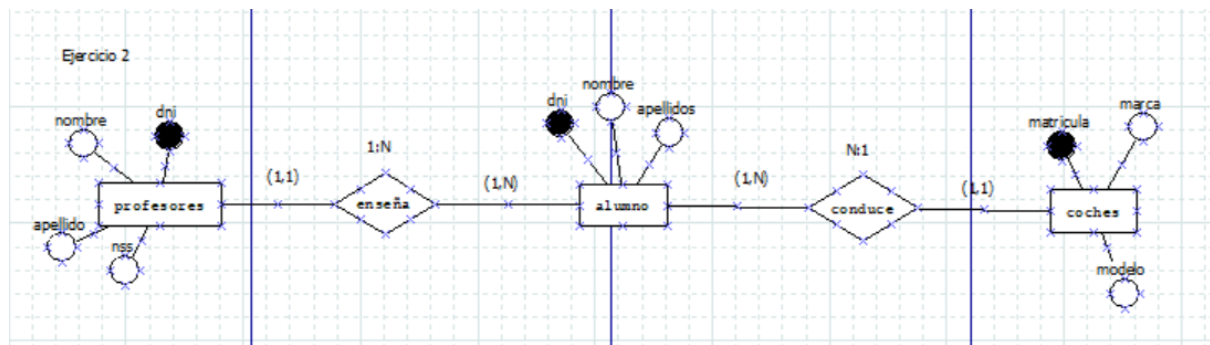 Ejercicio 2
nombre
dni
profesores
apellido
nss
(1,1)
1:N
enseña
(1,N)
dni
nombre
apellidos
alumno
(1,N)
N:1
conduce
(1,1)
matricula
marca
coches
modelo